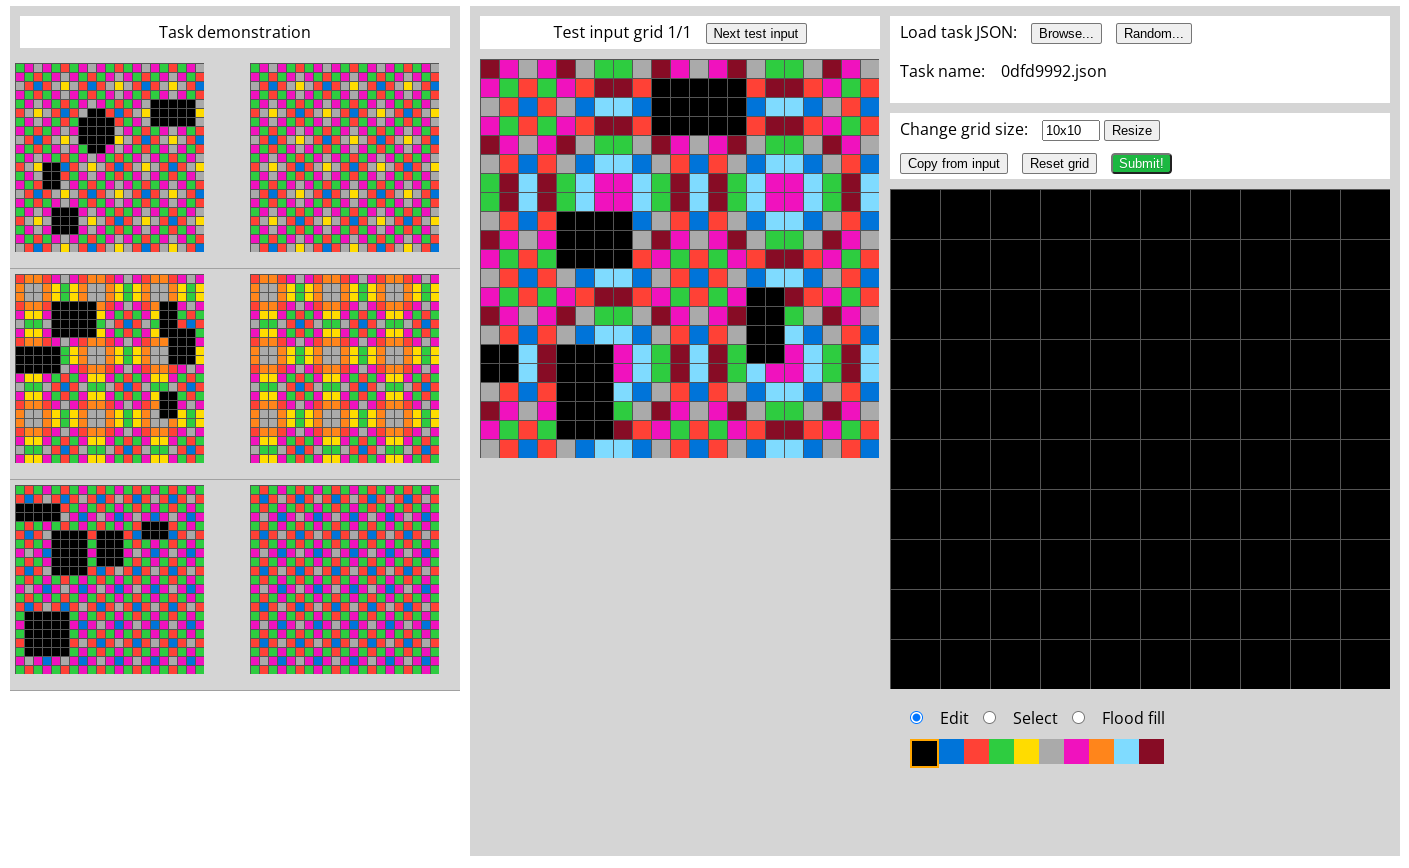 Task demonstration
Test input grid 1/1 Next test input
Load task JSON: Browse... Random...
Task name: 0dfd9992.json
Change grid size: 10x10 Resize
Copy from input Reset grid Submit!
Edit Select Flood fill